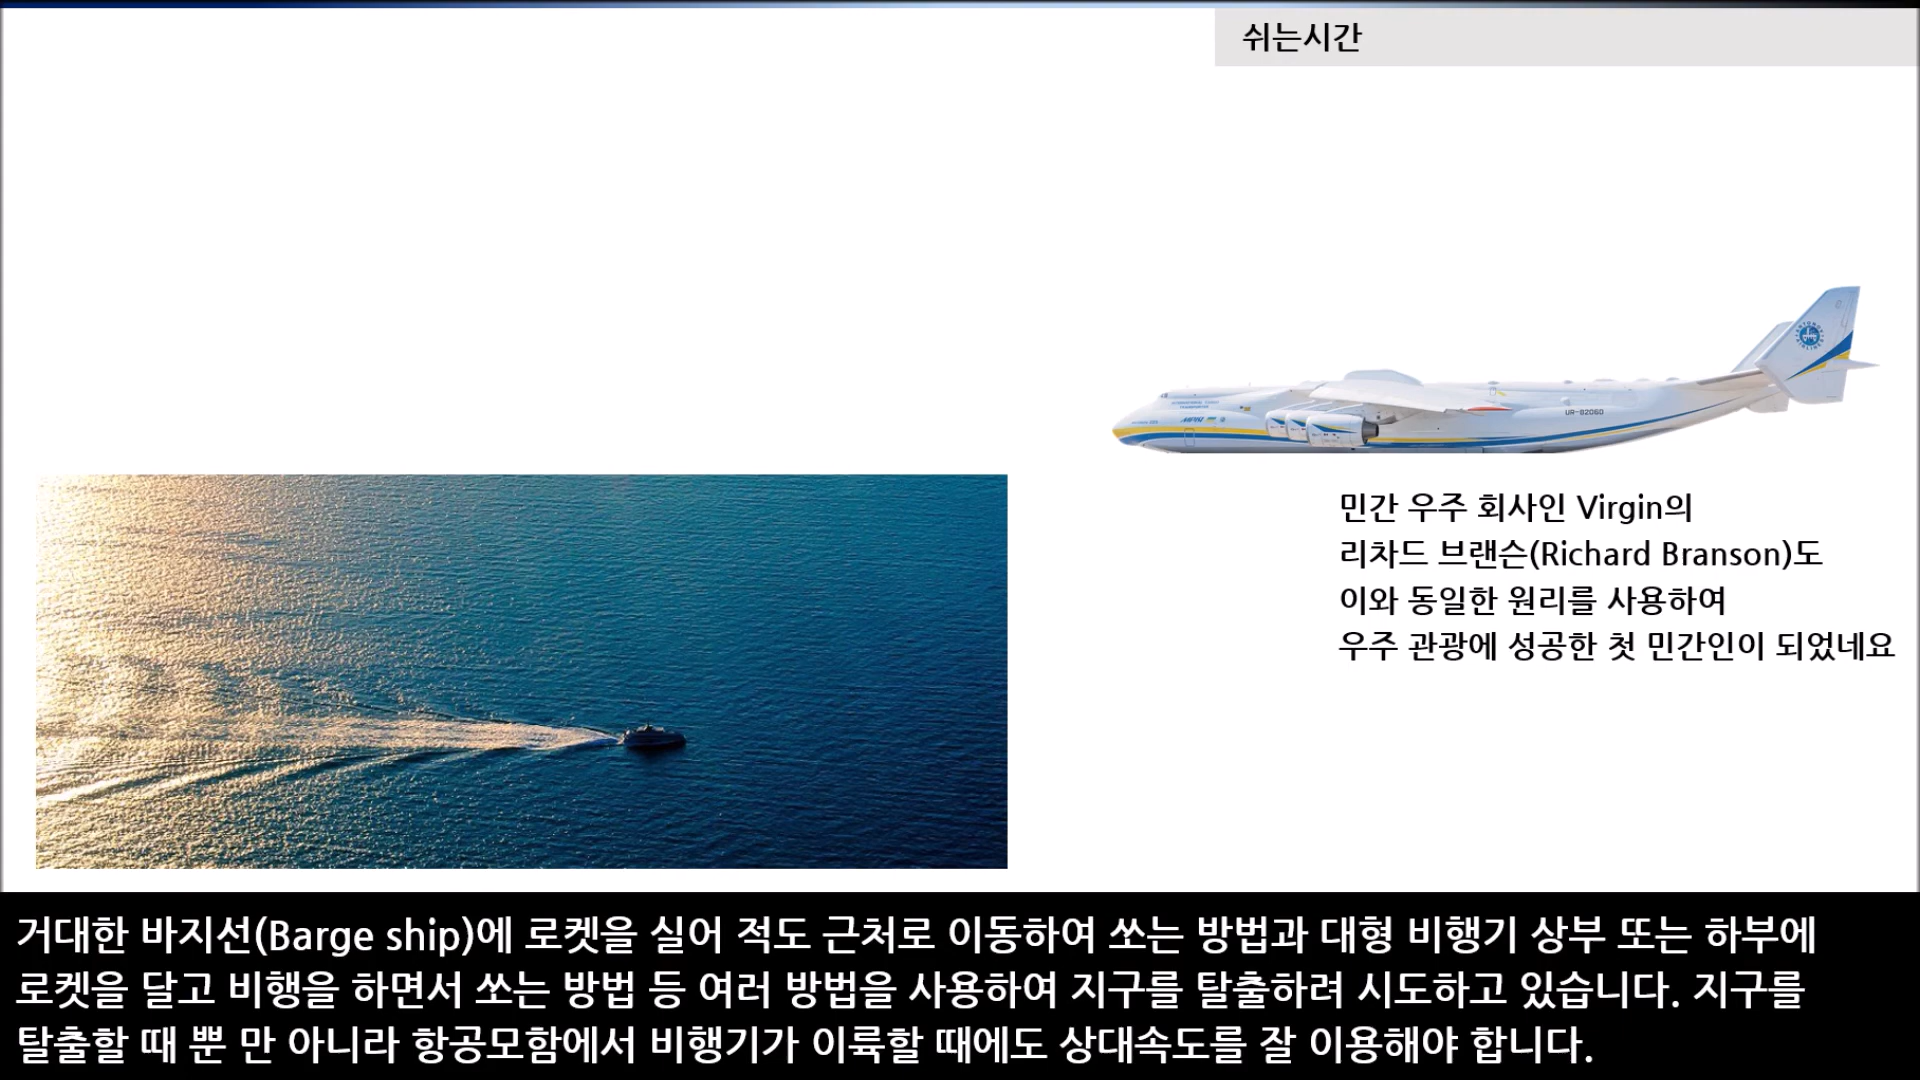 쉬는시간
UR-82060
민간 우주 회사인 Virgin의
리차드 브랜슨(Richard Branson)도
이와 동일한 원리를 사용하여
우주 관광에 성공한 첫 민간인이 되었네요
거대한 바지선(Barge ship)에 로켓을 실어 적도 근처로 이동하여 쏘는 방법과 대형 비행기 상부 또는 하부에
로켓을 달고 비행을 하면서 쏘는 방법 등 여러 방법을 사용하여 지구를 탈출하려 시도하고 있습니다. 지구를
탈출할 때 뿐 만 아니라 항공모함에서 비행기가 이륙할 때에도 상대속도를 잘 이용해야 합니다.